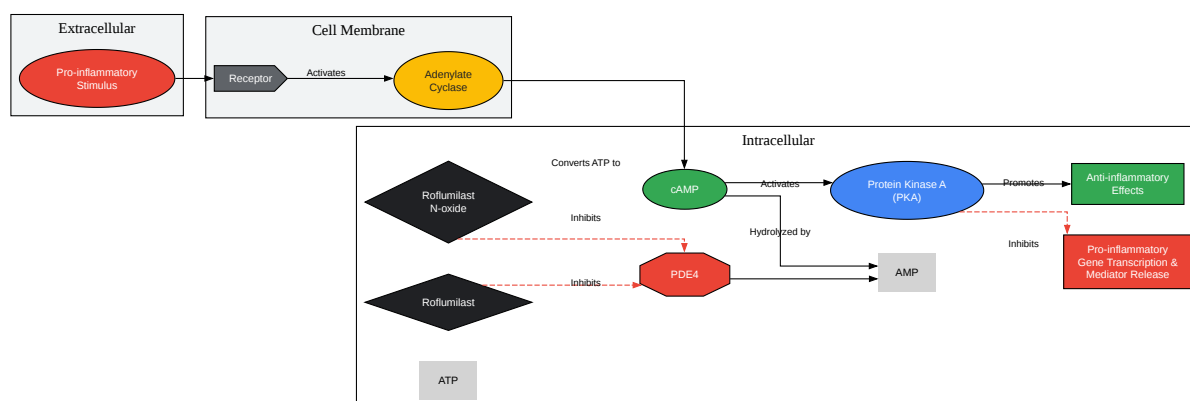 Extracellular
Pro-inflammatory
Stimulus
Cell Membrane
Receptor
Activates
Adenylate
Cyclase
Intracellular
Converts ATP to
Roflumilast
N-oxide
cAMP
Activates
Protein Kinase A
(PKA)
Promotes
Anti-inflammatory
Effects
Inhibits
Hydrolyzed by
Inhibits
Pro-inflammatory
Gene Transcription &
Mediator Release
Roflumilast
Inhibits
PDE4
AMP
ATP